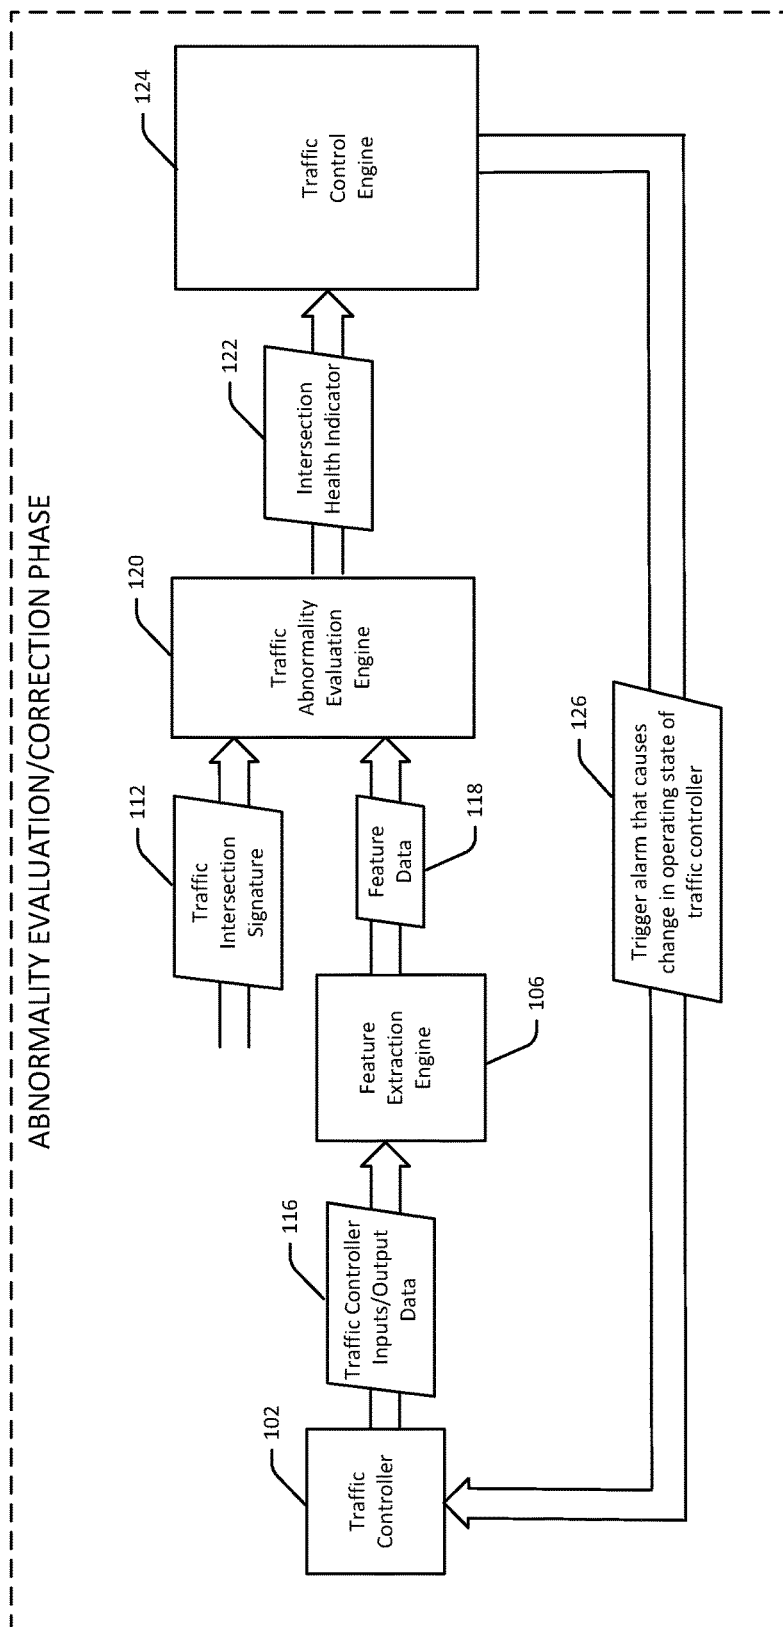 ABNORMALITY EVALUATION/CORRECTION PHASE
102
Traffic
Controller
116
Traffic Controller
Inputs/Output
Data
Feature
Extraction
Engine
106
112
Traffic
Intersection
Signature
Feature
Data
118
120
Traffic
Abnormality
Evaluation
Engine
122
Intersection
Health Indicator
124
Traffic
Control
Engine
126
Trigger alarm that causes
change in operating state of
traffic controller